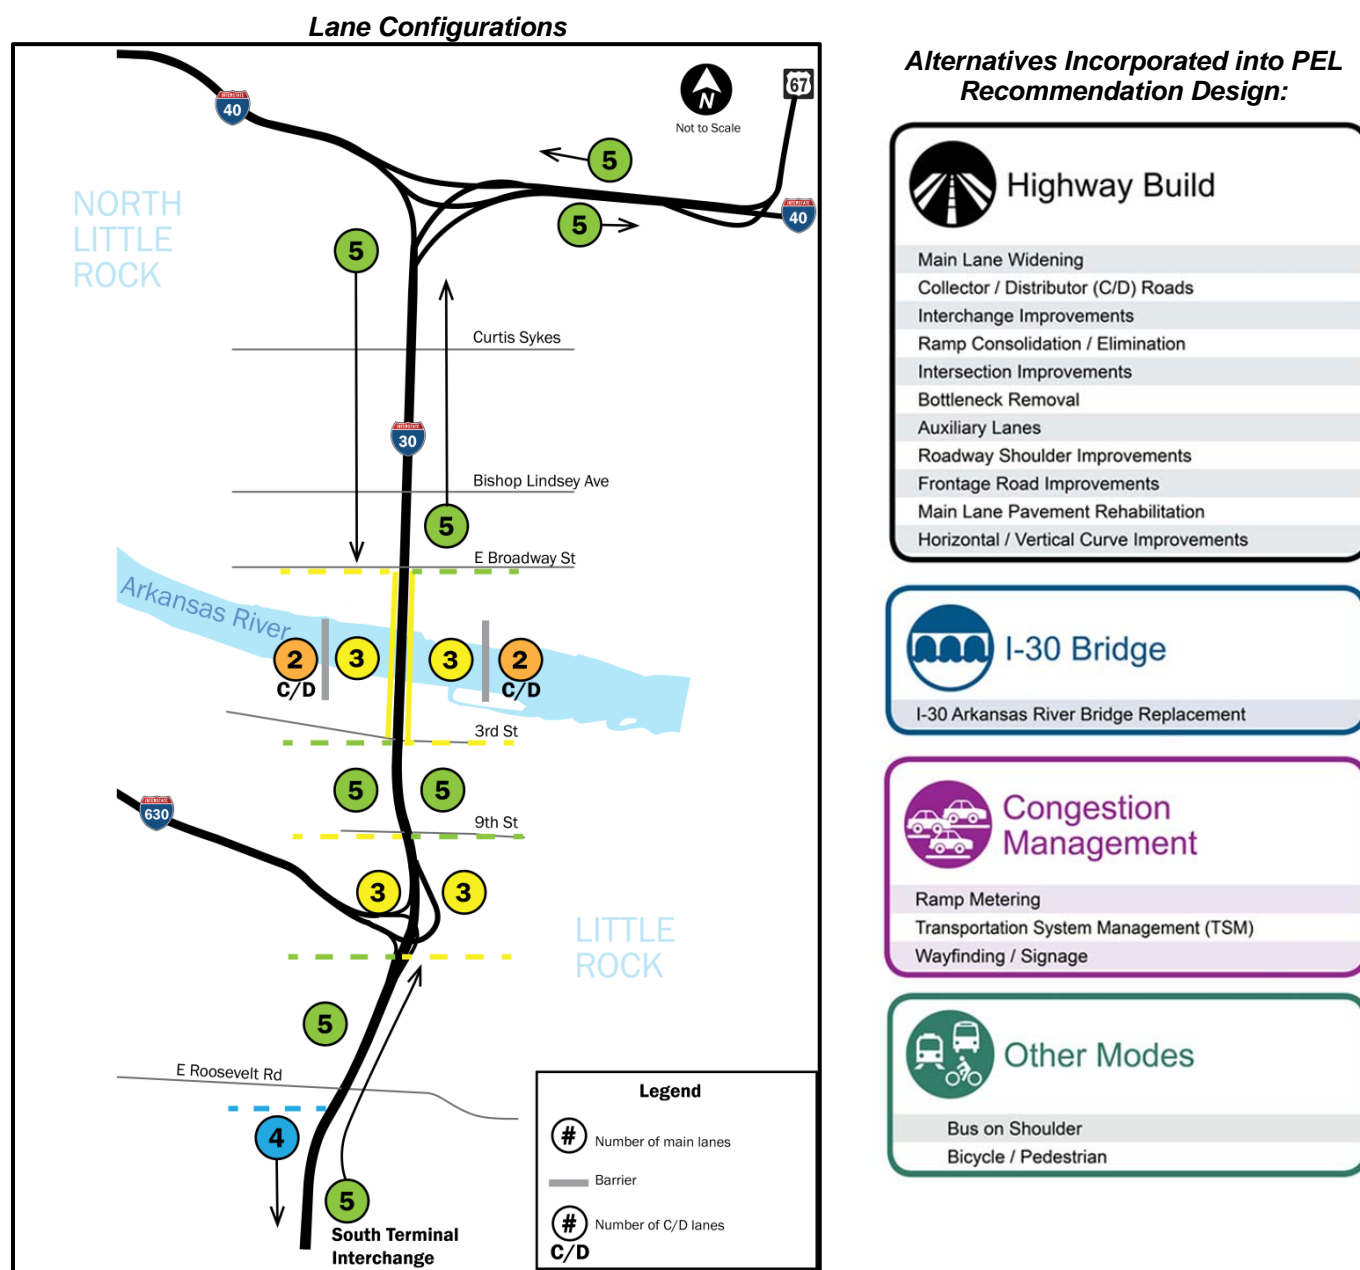 Lane Configurations
INTERSTATE
40
N
Not to Scale
67
5
5
INTERSTATE
40
NORTH
LITTLE
ROCK
5
Curtis Sykes
INTERSTATE
30
Bishop Lindsey Ave
5
E Broadway St
Arkansas River
2
C/D
3
3
2
C/D
3rd St
5
5
INTERSTATE
630
9th St
3
3
LITTLE
ROCK
5
E Roosevelt Rd
4
5
South Terminal
Interchange
Legend
# Number of main lanes
Barrier
# Number of C/D lanes
C/D
Alternatives Incorporated into PEL
Recommendation Design:
Highway Build
Main Lane Widening
Collector / Distributor (C/D) Roads
Interchange Improvements
Ramp Consolidation / Elimination
Intersection Improvements
Bottleneck Removal
Auxiliary Lanes
Roadway Shoulder Improvements
Frontage Road Improvements
Main Lane Pavement Rehabilitation
Horizontal / Vertical Curve Improvements
I-30 Bridge
I-30 Arkansas River Bridge Replacement
Congestion
Management
Ramp Metering
Transportation System Management (TSM)
Wayfinding / Signage
Other Modes
Bus on Shoulder
Bicycle / Pedestrian